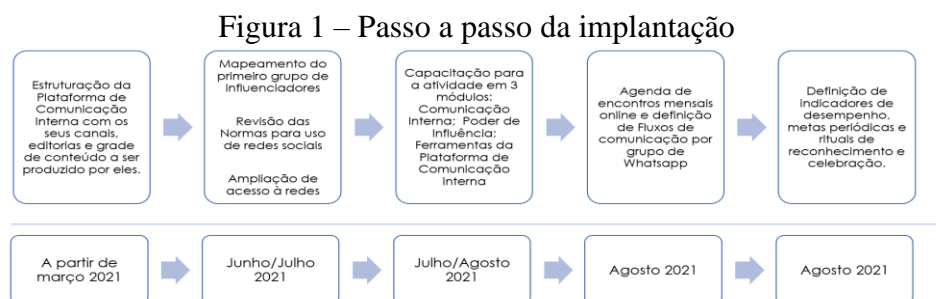 Figura 1 – Passo a passo da implantação
Estruturação da
Plataforma de
Comunicação
Interna com os
seus canais,
editorias e grade
de conteúdo a ser
produzido por eles.
Mapeamento do
primeiro grupo de
influenciadores
Revisão das
Normas para uso
de redes sociais
Ampliação de
acesso à redes
Capacitação para
a atividade em 3
módulos:
Comunicação
Interna; Poder de
Influência;
Ferramentas da
Plataforma de
Comunicação
Interna
Agenda de
encontros mensais
online e definição
de Fluxos de
comunicação por
grupo de
Whatsapp
Definição de
indicadores de
desempenho,
metas periódicas e
rituais de
reconhecimento e
celebração.
A partir de
março 2021
Junho/Julho
2021
Julho/Agosto
2021
Agosto 2021
Agosto 2021